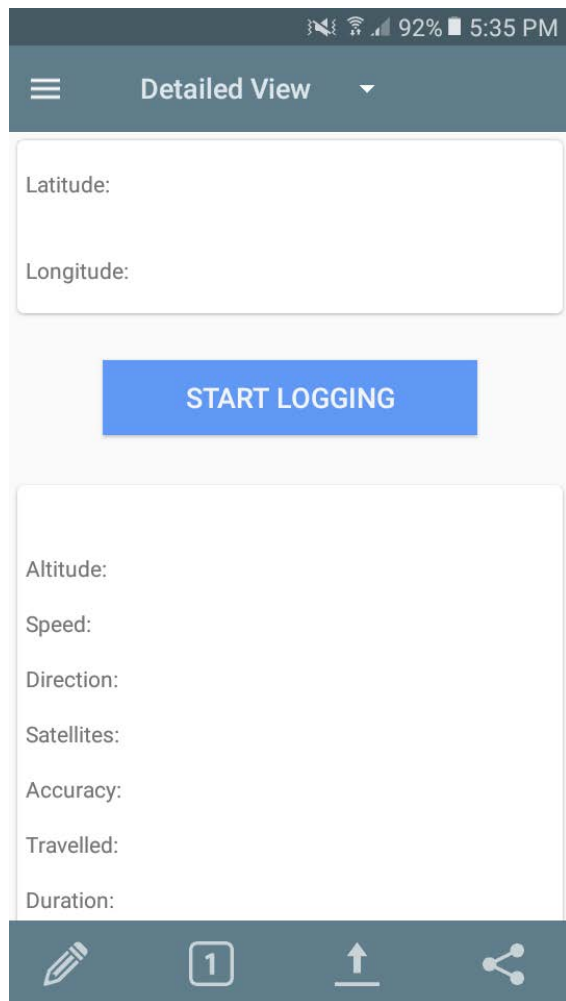 92% 5:35 PM
Detailed View
Latitude:
Longitude:
START LOGGING
Altitude:
Speed:
Direction:
Satellites:
Accuracy:
Travelled:
Duration:
1